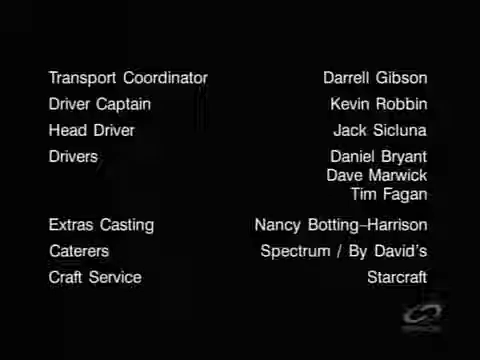 Transport Coordinator Darrell Gibson
Driver Captain Kevin Robbin
Head Driver Jack Sicluna
Drivers Daniel Bryant
Dave Marwick
Tim Fagan
Extras Casting Nancy Botting–Harrison
Caterers Spectrum / By David's
Craft Service Starcraft